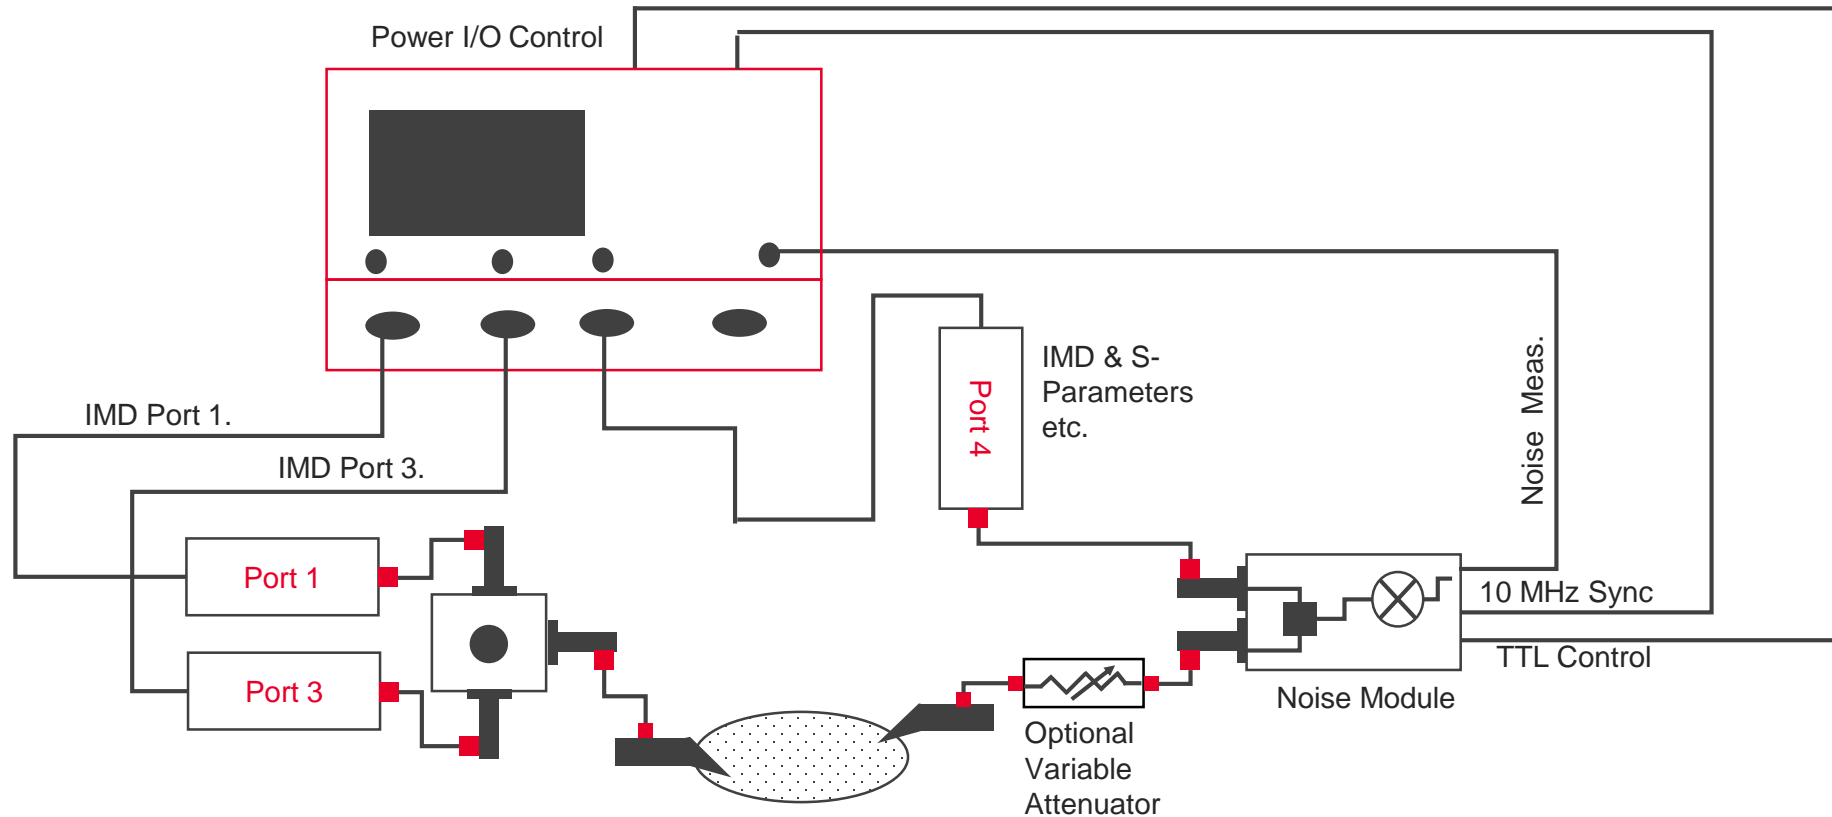 Power I/O Control
IMD Port 1.
IMD Port 3.
Port 1
Port 3
Port 4
IMD & S-
Parameters
etc.
Noise Meas.
10 MHz Sync
TTL Control
Noise Module
Optional
Variable
Attenuator